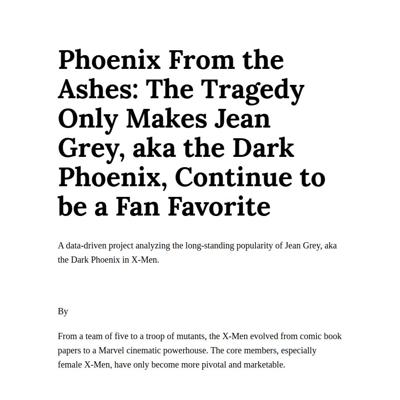 Phoenix From the
Ashes: The Tragedy
Only Makes Jean
Grey, aka the Dark
Phoenix, Continue to
be a Fan Favorite
A data-driven project analyzing the long-standing popularity of Jean Grey, aka
the Dark Phoenix in X-Men.
By
From a team of five to a troop of mutants, the X-Men evolved from comic book
papers to a Marvel cinematic powerhouse. The core members, especially
female X-Men, have only become more pivotal and marketable.